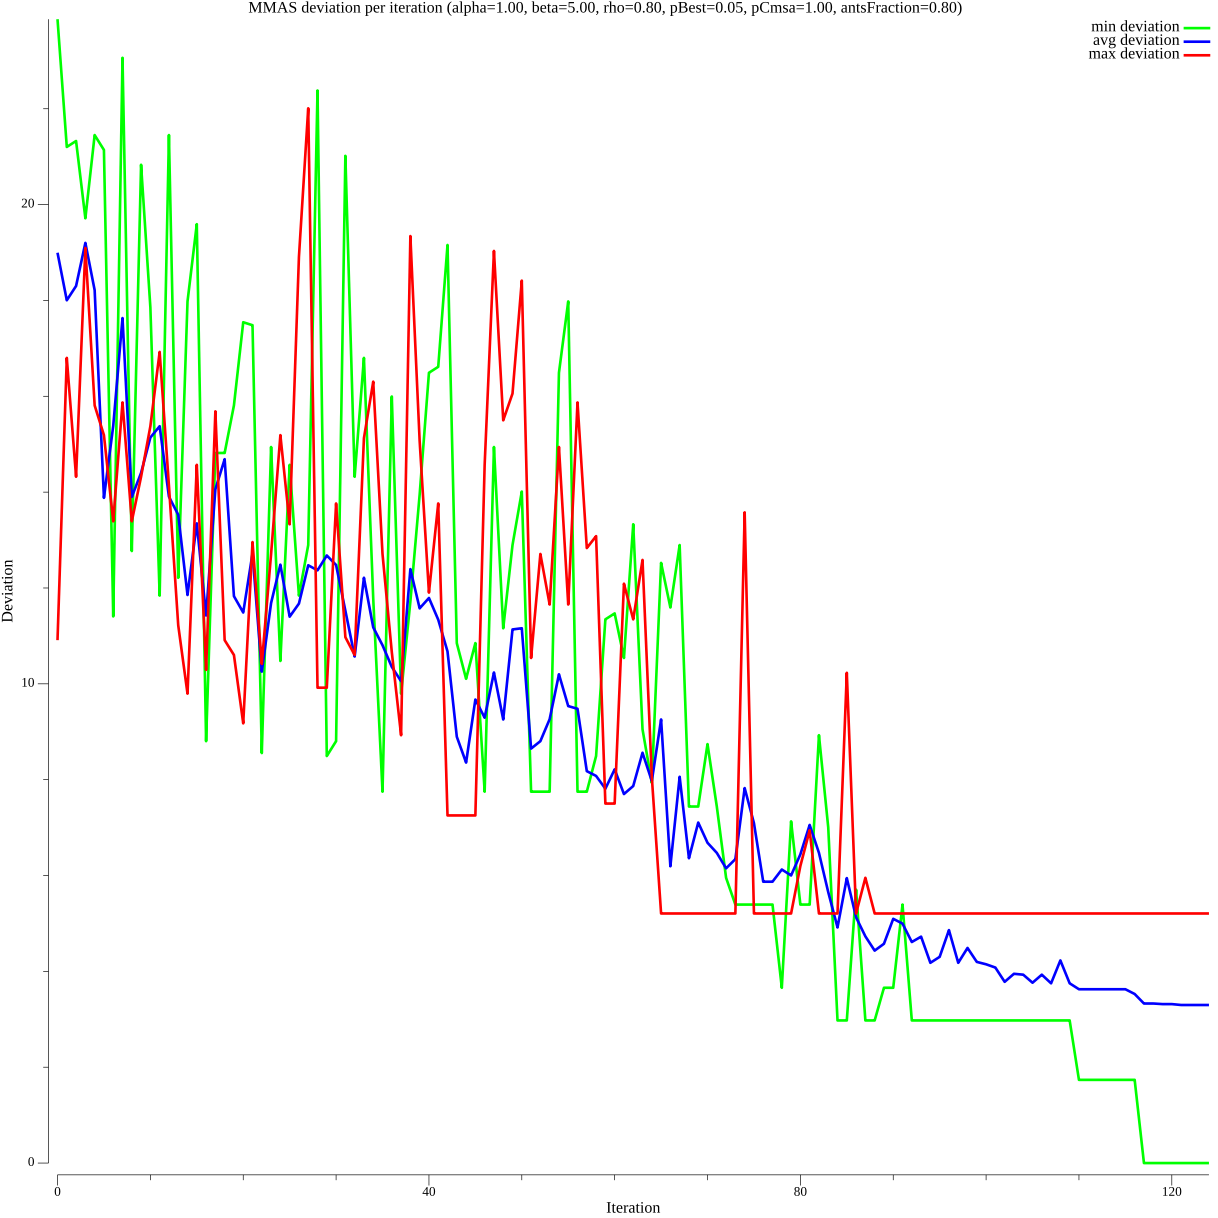 MMAS deviation per iteration (alpha=1.00, beta=5.00, rho=0.80, pBest=0.05, pCmsa=1.00, antsFraction=0.80)
min deviation
avg deviation
max deviation
20
10
0
Deviation
0 40 80 120
Iteration